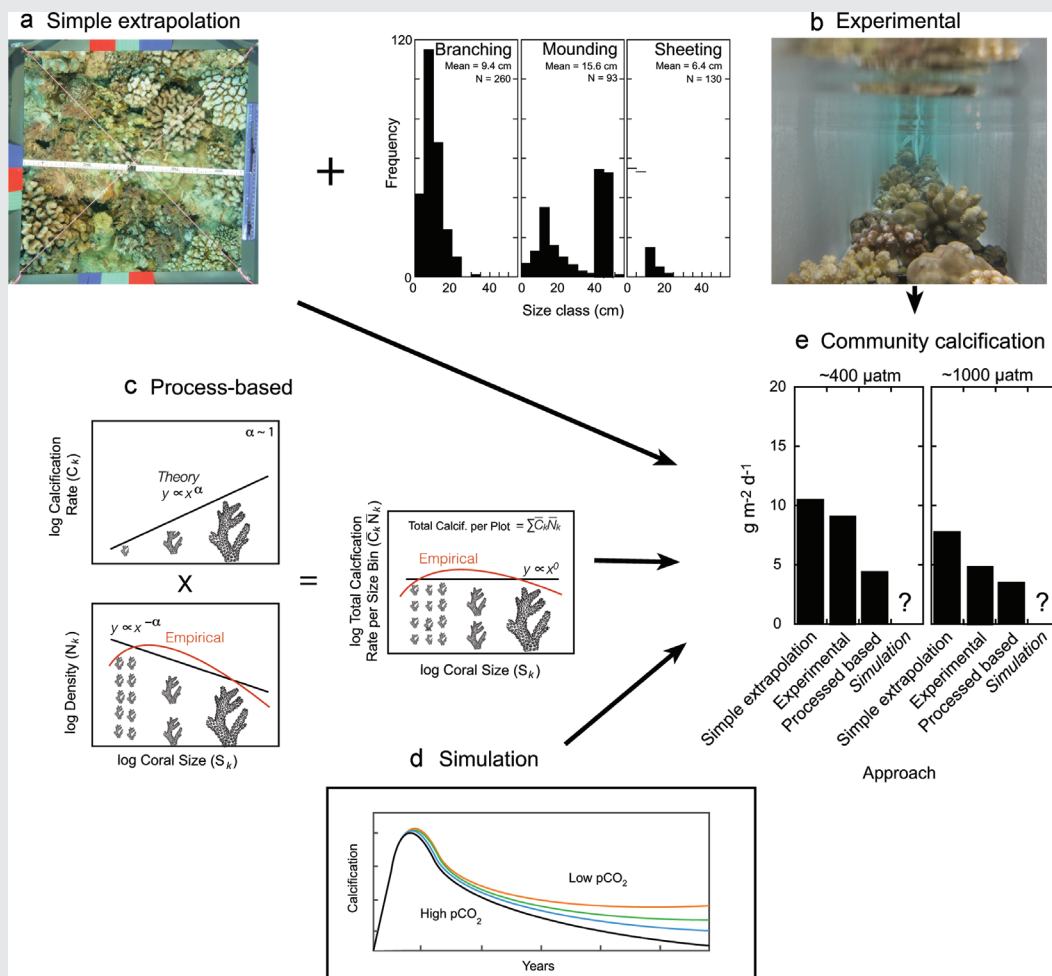 a Simple extrapolation
b Experimental
120
Frequency
0
Branching
Mean = 9.4 cm
N = 260
Mounding
Mean = 15.6 cm
N = 93
Sheeting
Mean = 6.4 cm
N = 130
+
0 20 40 0 20 40 0 20 40
Size class (cm)
e Community calcification
~400 µatm ~1000 µatm
20
15
10
5
0
g m-2 d-1
? ?
Simple extrapolation
Experimental
Processed based
Simulation
Simple extrapolation
Experimental
Processed based
Simulation
Approach
c Process-based
log Calcification
Rate (Ck)
α ~ 1
Theory
y ∝ xα
X
log Density (Nk)
y ∝ x−α
Empirical
log Coral Size (Sk)
=
log Total Calcfication
Rate per Size Bin (C̅k N̅k)
Total Calcif. per Plot = ∑C̅kN̅k
Empirical
y ∝ x0
log Coral Size (Sk)
d Simulation
Calcification
Low pCO2
High pCO2
Years